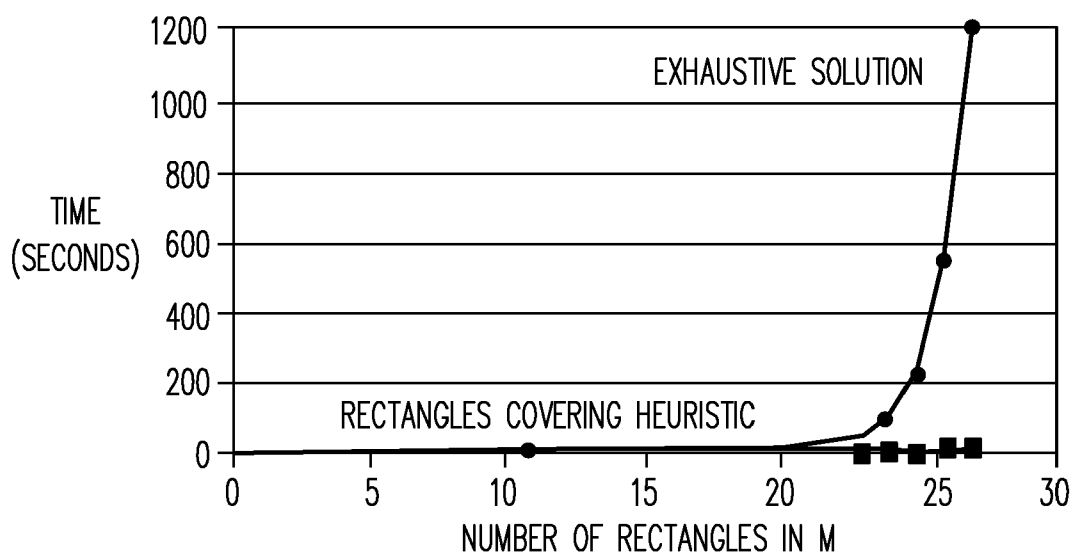 1200
EXHAUSTIVE SOLUTION
1000
800
TIME
(SECONDS)
600
400
200
RECTANGLES COVERING HEURISTIC
0
0 5 10 15 20 25 30
NUMBER OF RECTANGLES IN M